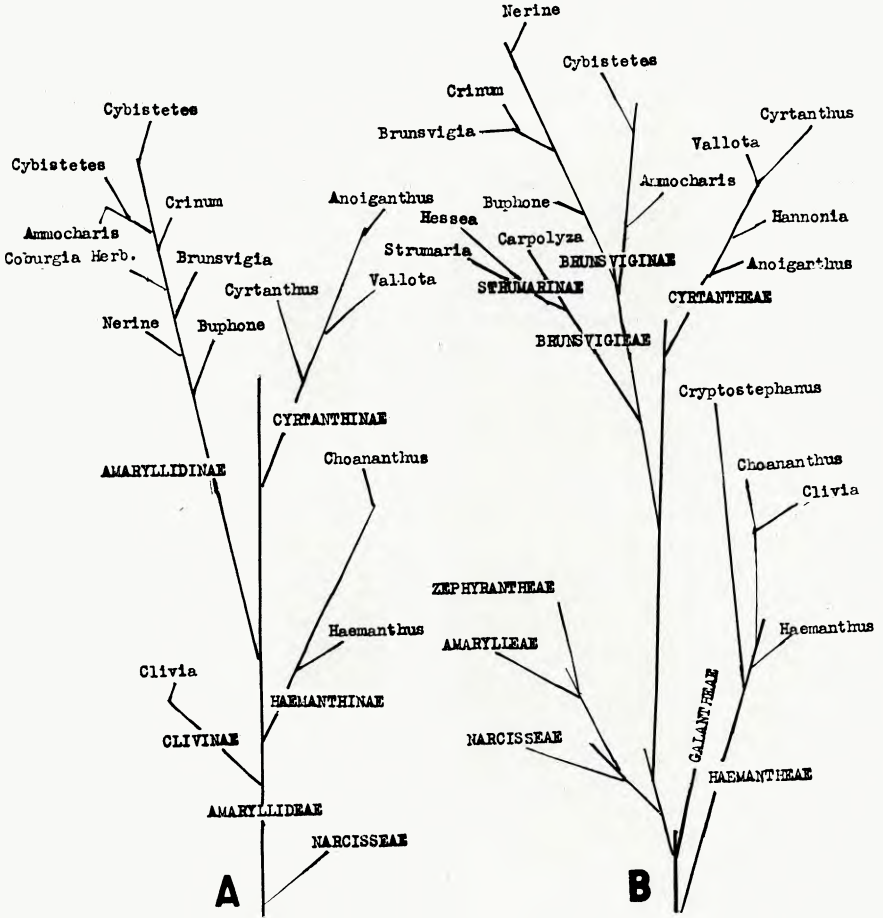 Cybistetes
Cybistetes
Crinum
Ammocharis
Coburgia Herb.
Brunsvigia
Nerine
Buphone
AMARYLLIDINAE
Anoiganthus
Cyrtanthus
Vallota
CYRTANTHINAE
Choananthus
Haemanthus
HAEMANTHINAE
Clivia
CLIVINAE
AMARYLLIDEAE
NARCISSEAE
A
Nerine
Cybistetes
Crinum
Brunsvigia
Ammocharis
Buphone
Hessea
Carpolyza
Strumaria
BRUNSVIGINAE
STRUMARINAE
BRUNSVIGIEAE
Cyrtanthus
Vallota
Hannonia
Anoiganthus
CYRTANTHEAE
Cryptostephanus
Choananthus
Clivia
Haemanthus
ZEPHYRANTHEAE
AMARYLLEAE
NARCISSEAE
GALANTHEAE
HAEMANTHEAE
B